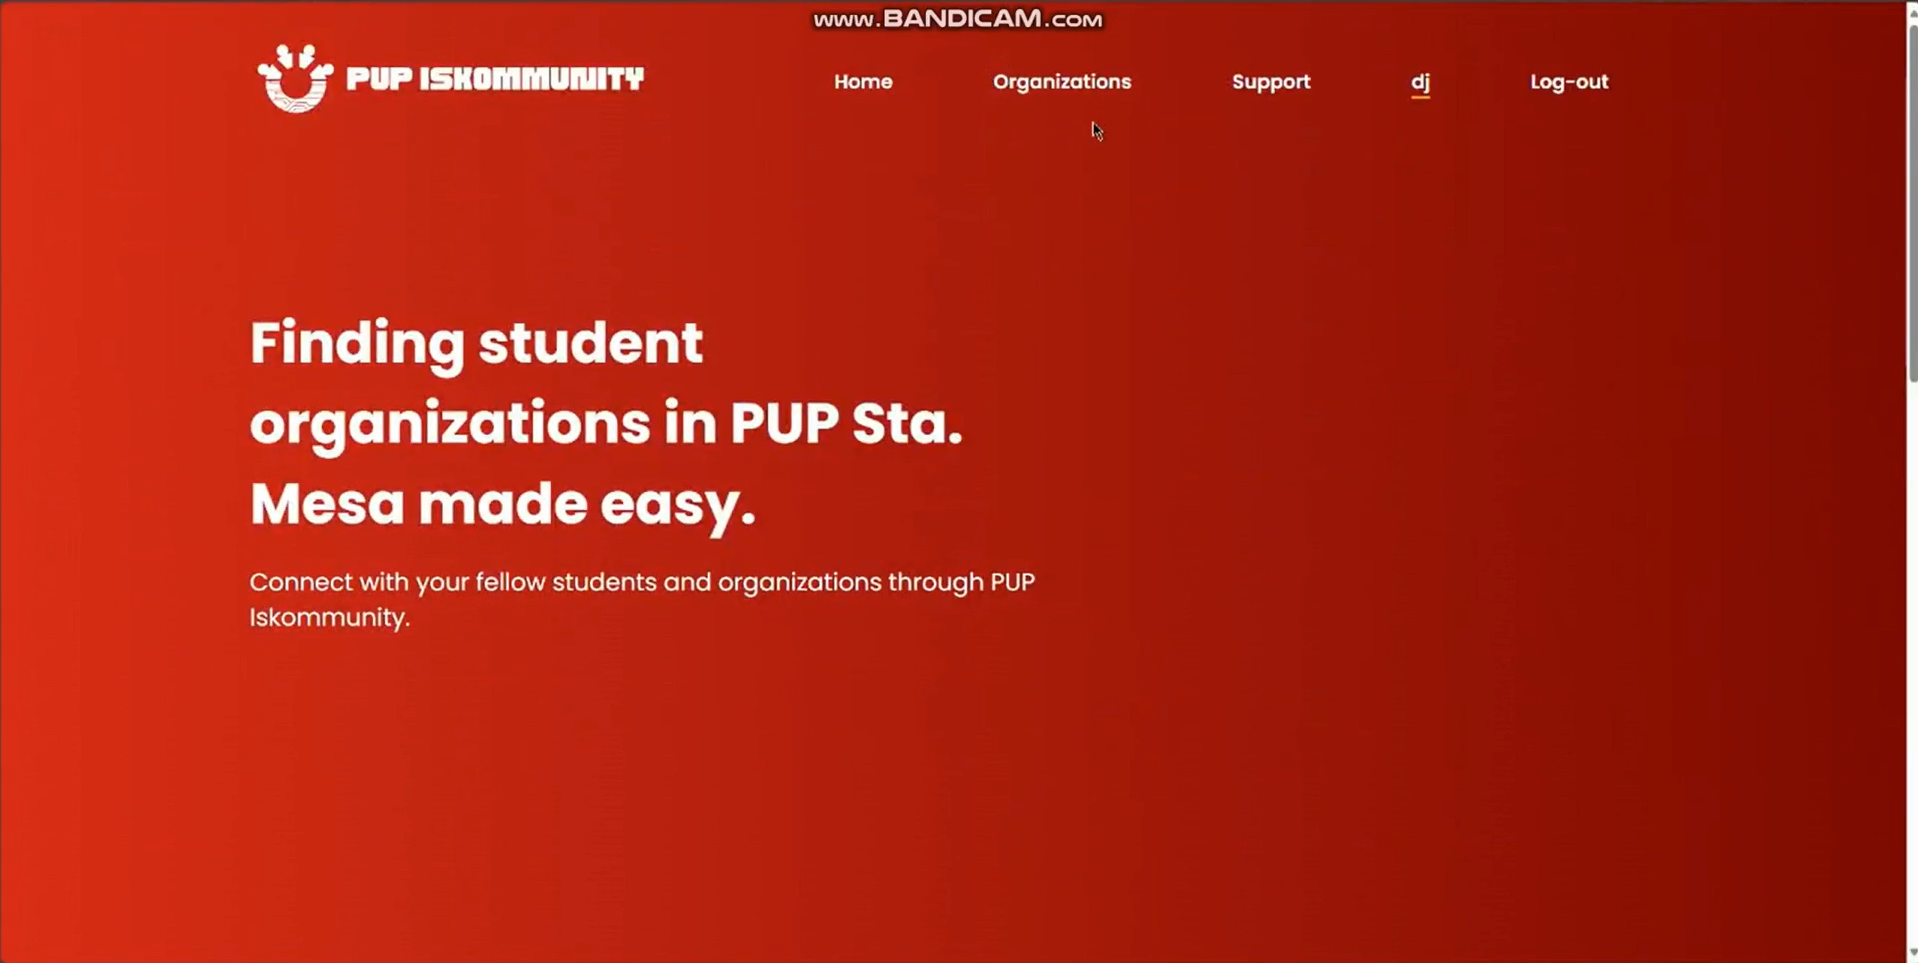 www.BANDICAM.com
PUP ISKOMMUNITY
Home Organizations Support dj Log-out
Finding student
organizations in PUP Sta.
Mesa made easy.
Connect with your fellow students and organizations through PUP
Iskommunity.